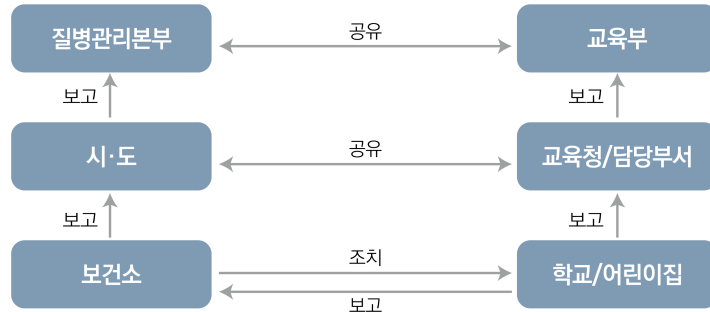 질병관리본부
공유
교육부
보고
보고
시·도
공유
교육청/담당부서
보고
보고
보건소
조치
보고
학교/어린이집